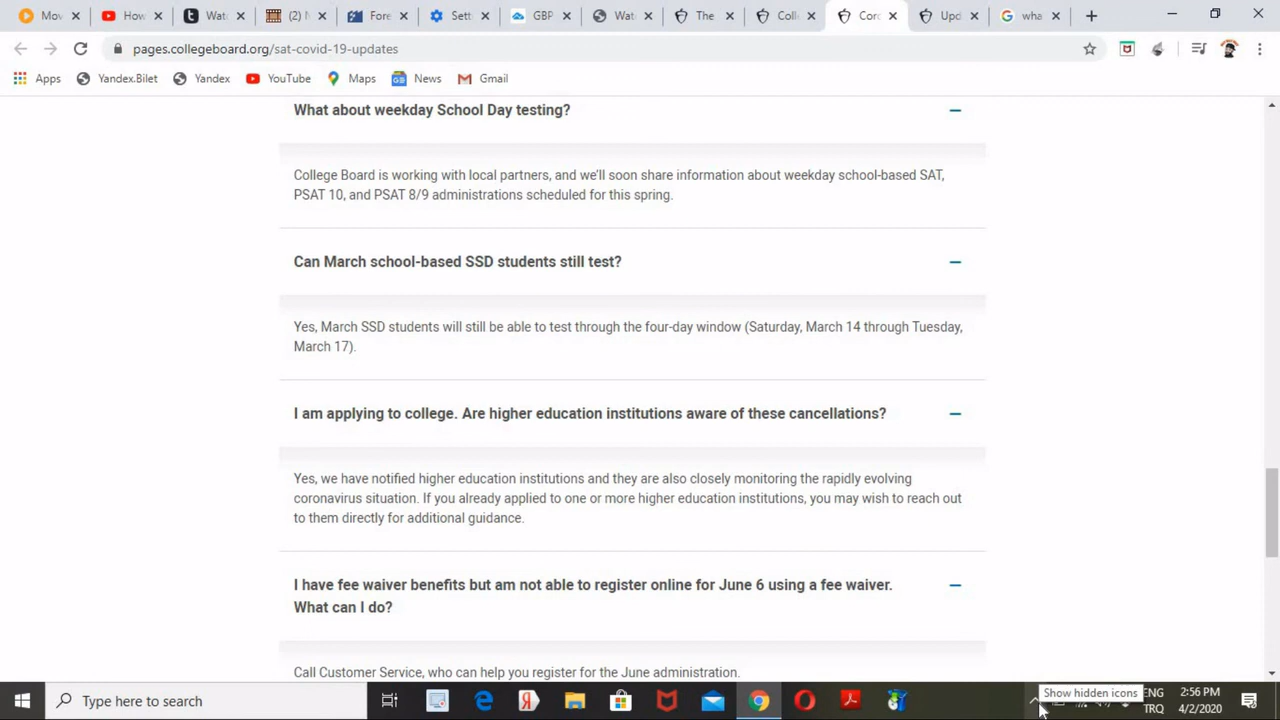 Mov
How
Wat
(2) N
Fore
Sett
GBP
Wat
The
Coll
Cord
Upd
wha
pages.collegeboard.org/sat-covid-19-updates
Apps
Yandex.Bilet
Yandex
YouTube
Maps
News
Gmail
What about weekday School Day testing?
College Board is working with local partners, and we'll soon share information about weekday school-based SAT,
PSAT 10, and PSAT 8/9 administrations scheduled for this spring.
Can March school-based SSD students still test?
Yes, March SSD students will still be able to test through the four-day window (Saturday, March 14 through Tuesday,
March 17).
I am applying to college. Are higher education institutions aware of these cancellations?
Yes, we have notified higher education institutions and they are also closely monitoring the rapidly evolving
coronavirus situation. If you already applied to one or more higher education institutions, you may wish to reach out
to them directly for additional guidance.
I have fee waiver benefits but am not able to register online for June 6 using a fee waiver.
What can I do?
Call Customer Service, who can help you register for the June administration.
Type here to search
Show hidden icons
ENG
TRQ
2:56 PM
4/2/2020